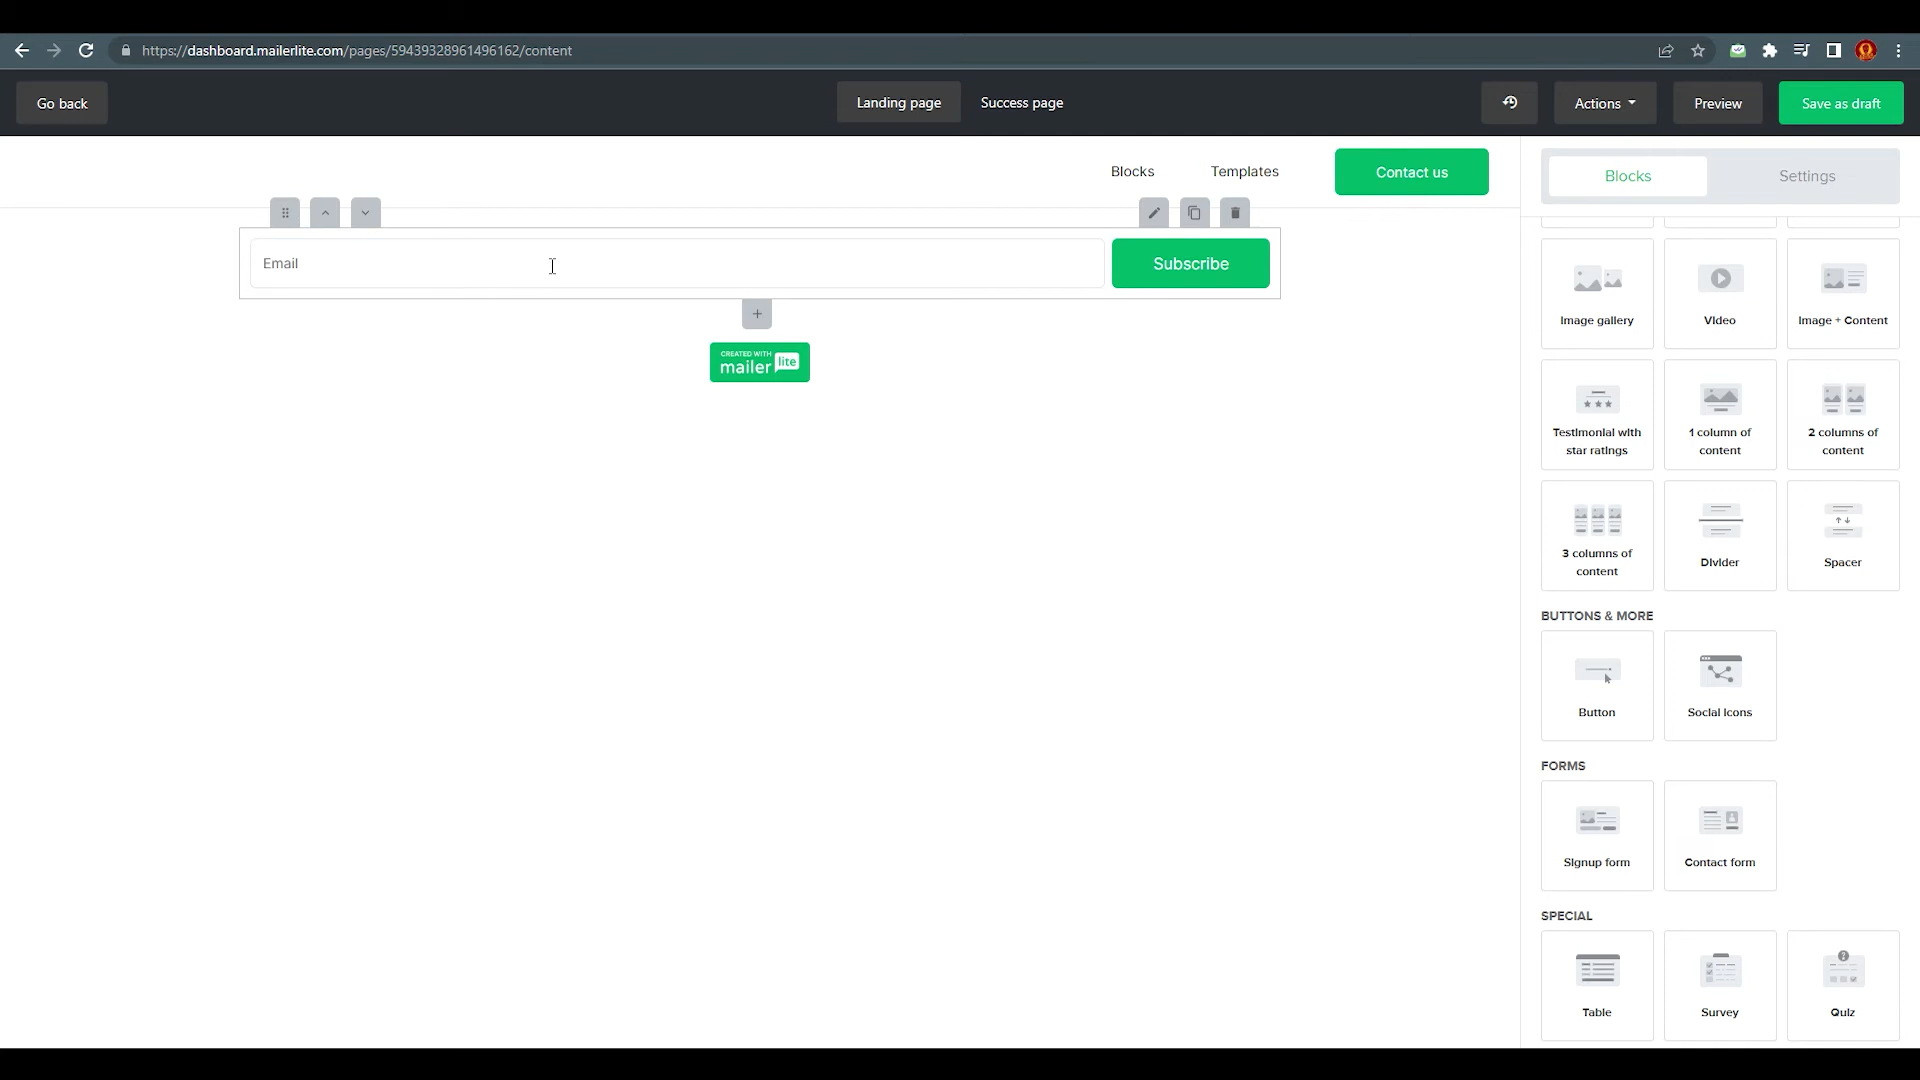 https://dashboard.mailerlite.com/pages/59439328961496162/content
Go back
Landing page
Success page
Actions
Preview
Save as draft
Blocks
Templates
Contact us
Blocks
Settings
Email
Subscribe
+
CREATED WITH
mailer lite
Image gallery
Video
Image + Content
Testimonial with
star ratings
1 column of
content
2 columns of
content
3 columns of
content
Divider
Spacer
BUTTONS & MORE
Button
Social icons
FORMS
Signup form
Contact form
SPECIAL
Table
Survey
Quiz